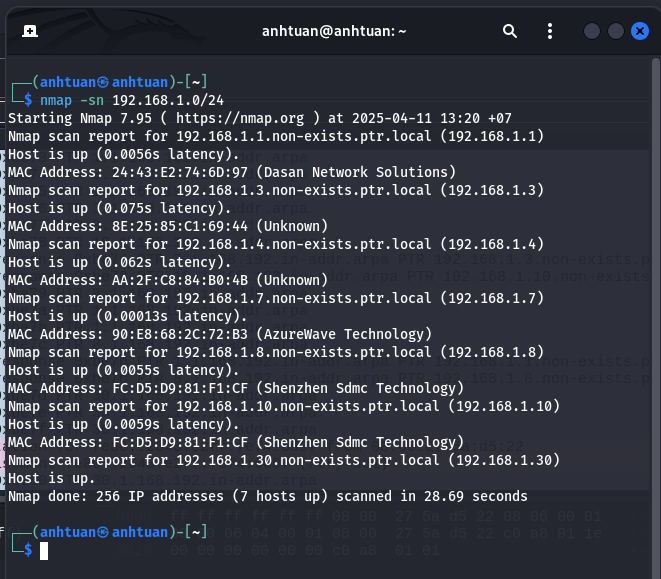 anhtuan@anhtuan: ~
┌──(anhtuan㉿anhtuan)-[~]
└─$ nmap -sn 192.168.1.0/24
Starting Nmap 7.95 ( https://nmap.org ) at 2025-04-11 13:20 +07
Nmap scan report for 192.168.1.1.non-exists.ptr.local (192.168.1.1)
Host is up (0.0056s latency).
MAC Address: 24:43:E2:74:6D:97 (Dasan Network Solutions)
Nmap scan report for 192.168.1.3.non-exists.ptr.local (192.168.1.3)
Host is up (0.075s latency).
MAC Address: 8E:25:85:C1:69:44 (Unknown)
Nmap scan report for 192.168.1.4.non-exists.ptr.local (192.168.1.4)
Host is up (0.062s latency).
MAC Address: AA:2F:C8:84:B0:4B (Unknown)
Nmap scan report for 192.168.1.7.non-exists.ptr.local (192.168.1.7)
Host is up (0.00013s latency).
MAC Address: 90:E8:68:2C:72:B3 (AzureWave Technology)
Nmap scan report for 192.168.1.8.non-exists.ptr.local (192.168.1.8)
Host is up (0.0055s latency).
MAC Address: FC:D5:D9:81:F1:CF (Shenzhen Sdmc Technology)
Nmap scan report for 192.168.1.10.non-exists.ptr.local (192.168.1.10)
Host is up (0.0059s latency).
MAC Address: FC:D5:D9:81:F1:CF (Shenzhen Sdmc Technology)
Nmap scan report for 192.168.1.30.non-exists.ptr.local (192.168.1.30)
Host is up.
Nmap done: 256 IP addresses (7 hosts up) scanned in 28.69 seconds
┌──(anhtuan㉿anhtuan)-[~]
└─$